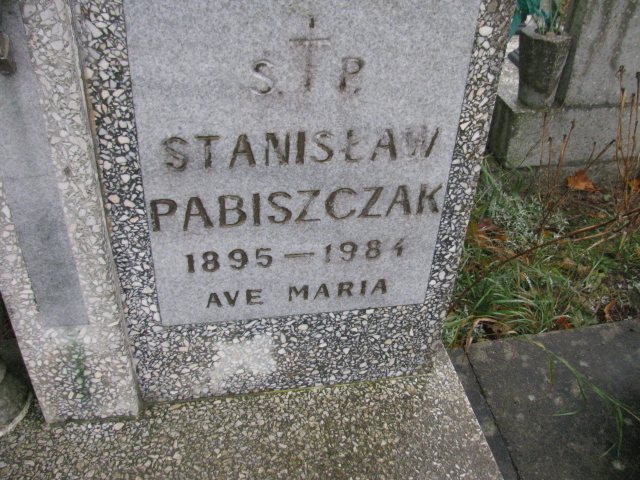 Ś. P.
STANISŁAW
PABISZCZAK
1895 — 1984
AVE MARIA